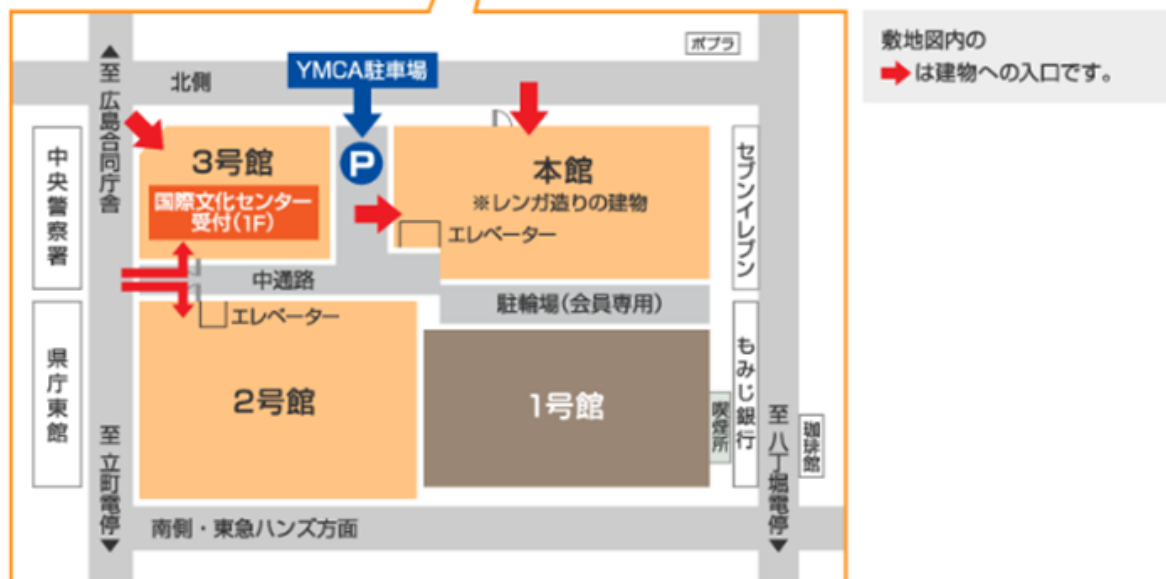 敷地図内の
➡は建物への入口です。
ポプラ
YMCA駐車場
北側
▲至 広島合同庁舎
中央警察署
3号館
国際文化センター
受付(1F)
P
本館
※レンガ造りの建物
エレベーター
セブンイレブン
中通路
駐輪場(会員専用)
エレベーター
県庁東館
2号館
1号館
喫煙所
もみじ銀行
珈琲館
至 立町電停▼
至 八丁堀電停▼
南側・東急ハンズ方面